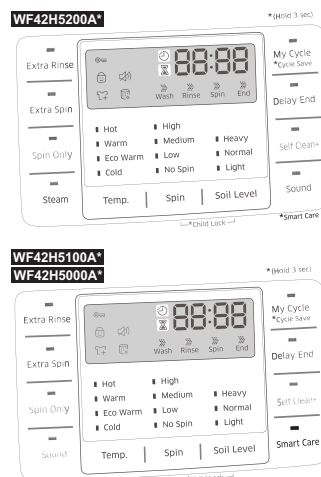 WF42H5200A*
*(Hold 3 sec)
Extra Rinse
Extra Spin
Spin Only
Steam
88:88
Wash Rinse Spin End
Hot
Warm
Eco Warm
Cold
High
Medium
Low
No Spin
Heavy
Normal
Light
Temp. Spin Soil Level
*Child Lock
My Cycle
*Cycle Save
Delay End
Self Clean+
Sound
*Smart Care
WF42H5100A*
WF42H5000A*
*(Hold 3 sec)
Extra Rinse
Extra Spin
Spin Only
Sound
88:88
Wash Rinse Spin End
Hot
Warm
Eco Warm
Cold
High
Medium
Low
No Spin
Heavy
Normal
Light
Temp. Spin Soil Level
My Cycle
*Cycle Save
Delay End
Self Clean+
Smart Care